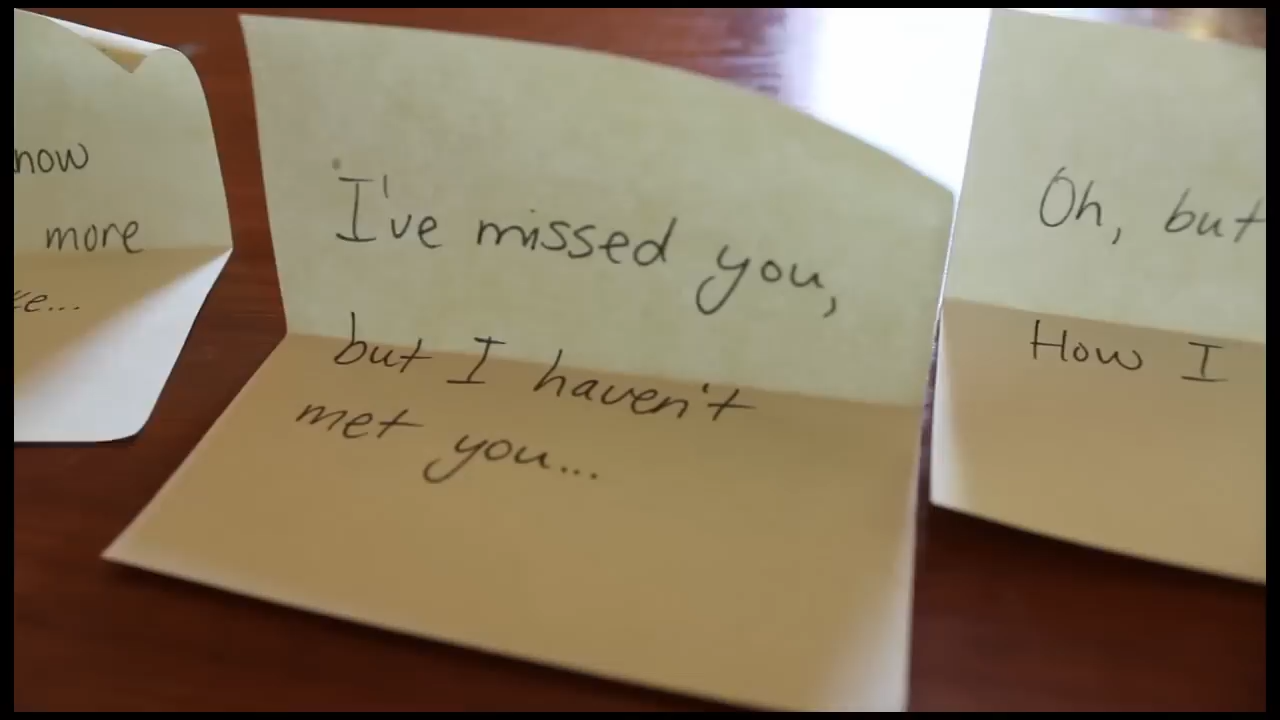 now
more
I've missed you,
but I haven't
met you...
Oh, but
How I